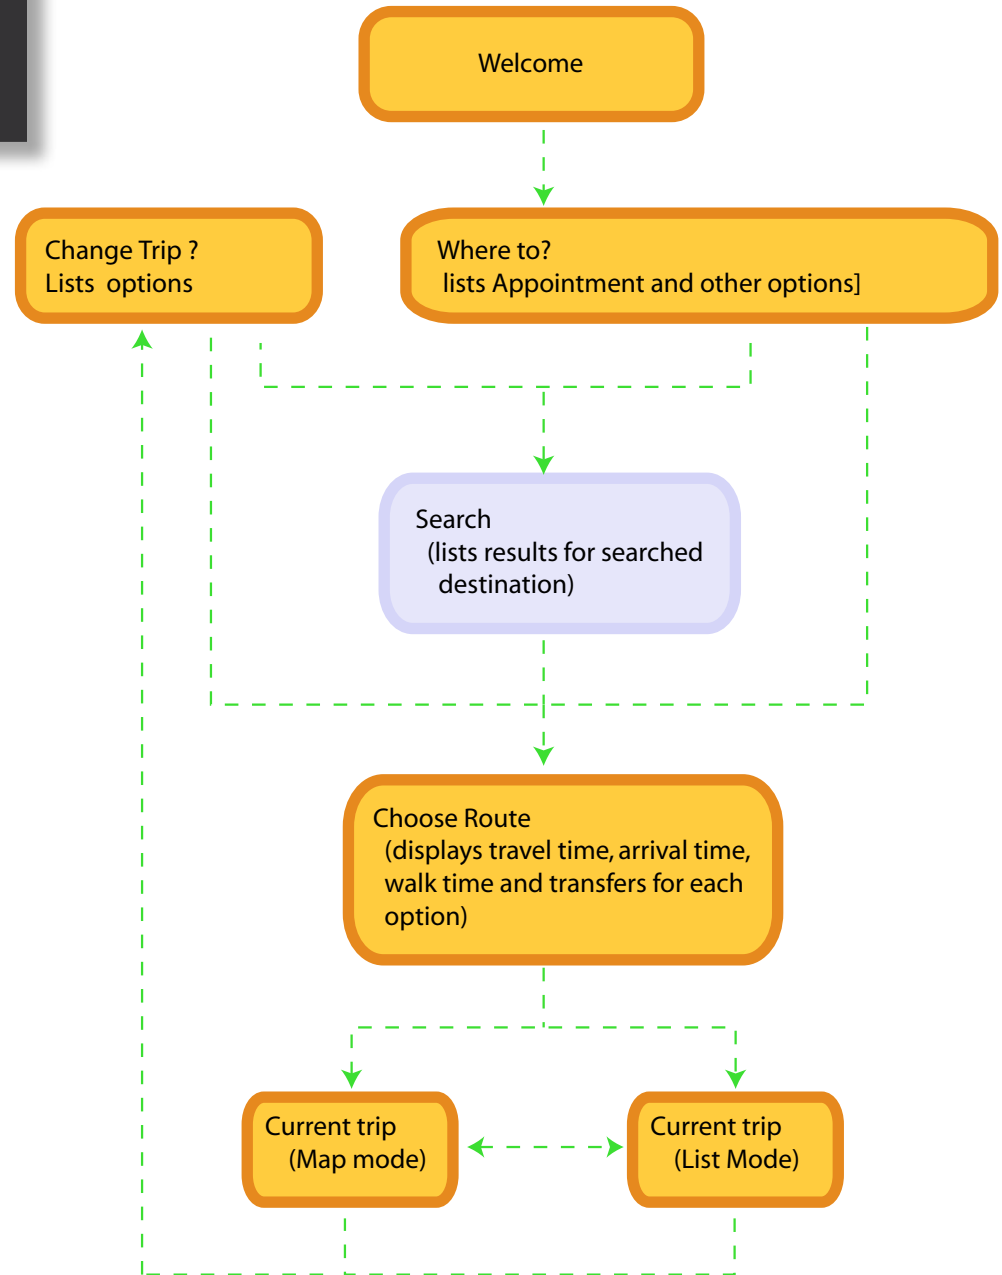 Welcome
Change Trip ?
Lists options
Where to?
lists Appointment and other options]
Search
(lists results for searched
destination)
Choose Route
(displays travel time, arrival time,
walk time and transfers for each
option)
Current trip
(Map mode)
Current trip
(List Mode)